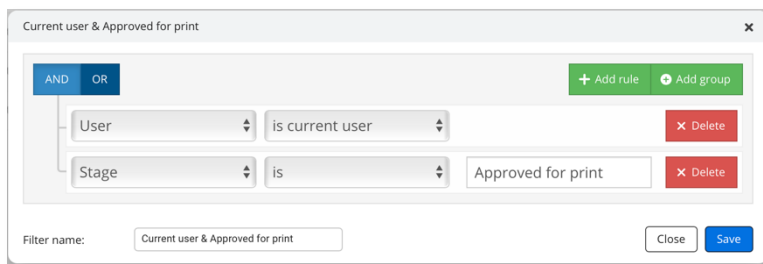 Current user & Approved for print ×
AND OR + Add rule + Add group
User is current user × Delete
Stage is Approved for print × Delete
Filter name: Current user & Approved for print Close Save